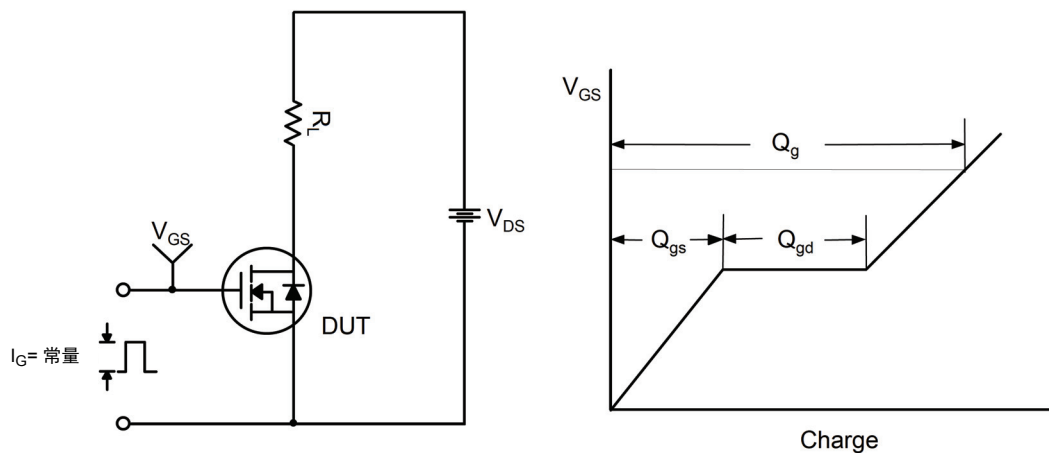 R_L
V_GS
V_DS
DUT
I_G= 常量
V_GS
Q_g
Q_gs
Q_gd
Charge